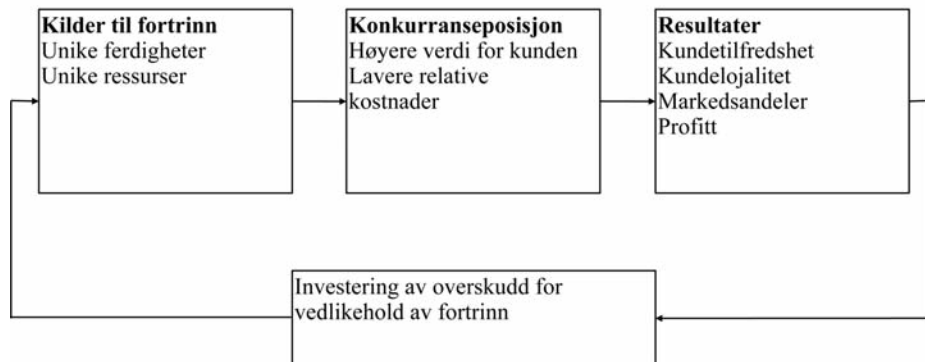 Kilder til fortrinn
Unike ferdigheter
Unike ressurser
Konkurranseposisjon
Høyere verdi for kunden
Lavere relative
kostnader
Resultater
Kundetilfredshet
Kundelojalitet
Markedsandeler
Profitt
Investering av overskudd for
vedlikehold av fortrinn